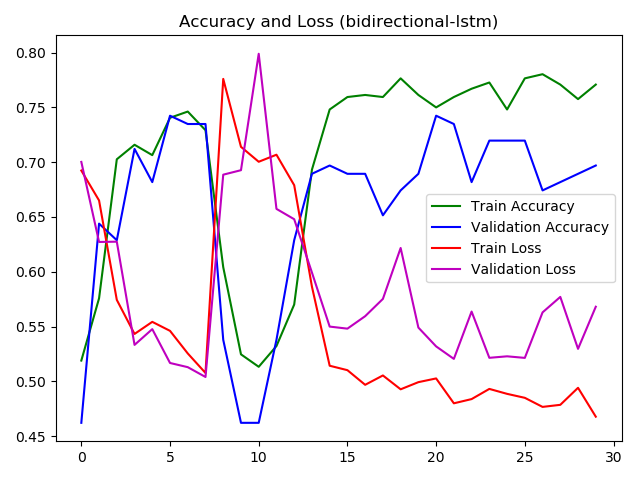 Accuracy and Loss (bidirectional-lstm)
0.80
0.75
0.70
0.65
0.60
0.55
0.50
0.45
Train Accuracy
Validation Accuracy
Train Loss
Validation Loss
0 5 10 15 20 25 30